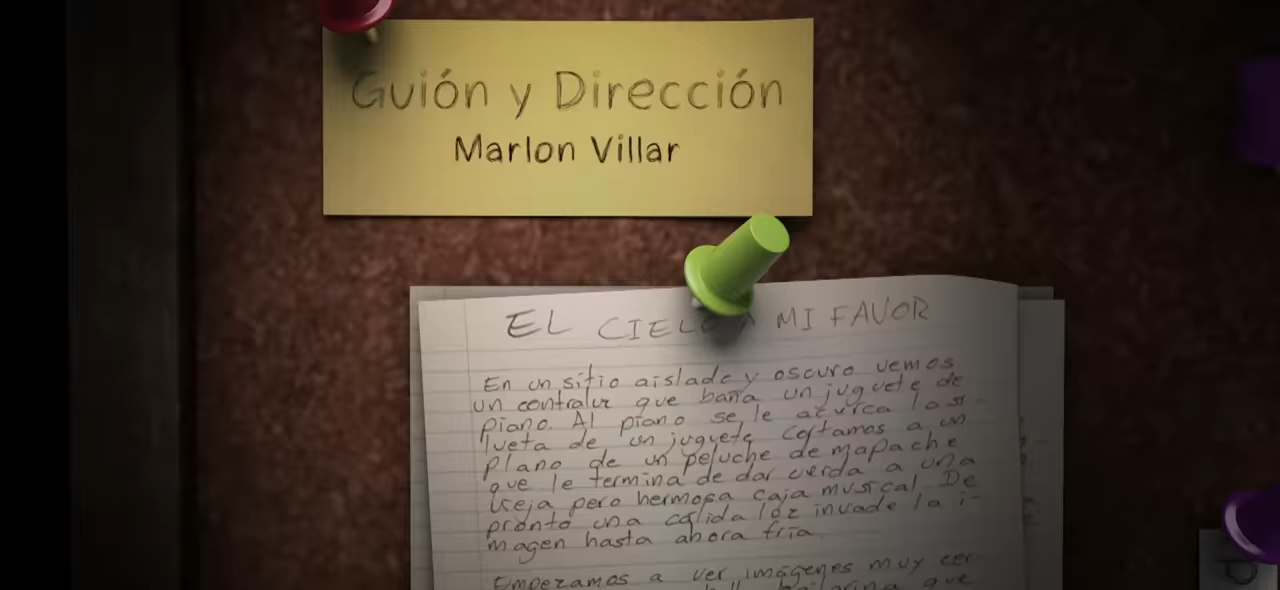 Guión y Dirección
Marlon Villar
EL CIELO A MI FAVOR
En un sitio aislado y oscuro vemos
un contraluz que baña un juguete de
piano. Al piano se le acerca la si-
lueta de un juguete. Cortamos a un
plano de un peluche de mapache
que le termina de dar cuerda a una
vieja pero hermosa caja musical. De
pronto una cálida luz invade la i-
magen hasta ahora fría.
Empezamos a ver imágenes muy cer-
bailarina que